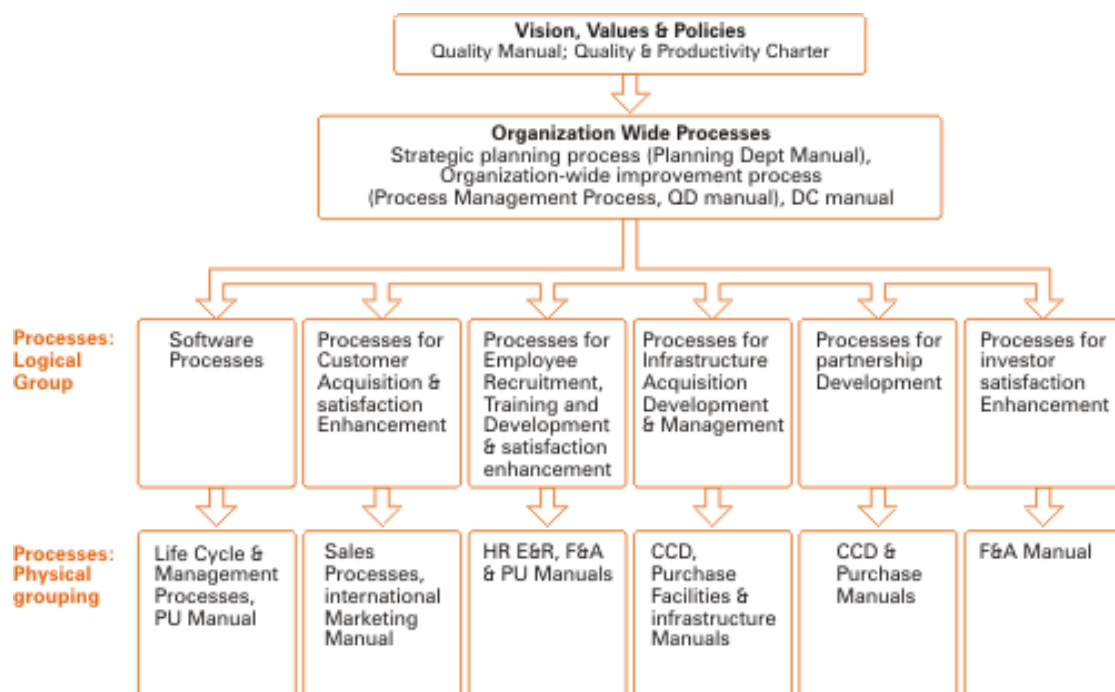 Vision, Values & Policies
Quality Manual; Quality & Productivity Charter
Organization Wide Processes
Strategic planning process (Planning Dept Manual),
Organization-wide improvement process
(Process Management Process, QD manual), DC manual
Processes:
Logical
Group
Software
Processes
Processes for
Customer
Acquisition &
satisfaction
Enhancement
Processes for
Employee
Recruitment,
Training and
Development
& satisfaction
enhancement
Processes for
Infrastructure
Acquisition
Development
& Management
Processes for
partnership
Development
Processes for
investor
satisfaction
Enhancement
Processes:
Physical
grouping
Life Cycle &
Management
Processes,
PU Manual
Sales
Processes,
international
Marketing
Manual
HR E&R, F&A
& PU Manuals
CCD,
Purchase
Facilities &
infrastructure
Manuals
CCD &
Purchase
Manuals
F&A Manual